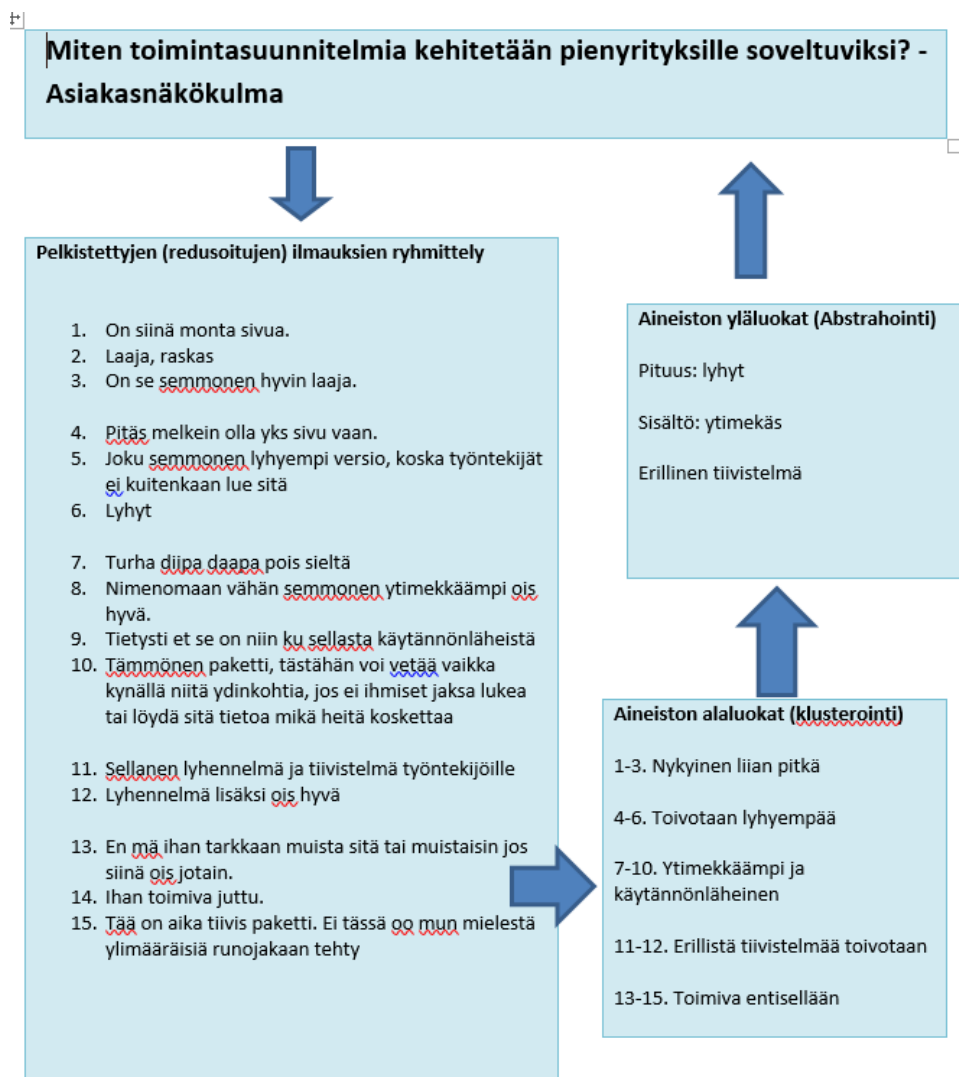 Miten toimintasuunnitelmia kehitetään pienyrityksille soveltuviksi? -
Asiakasnäkökulma
Pelkistettyjen (redusoitujen) ilmauksien ryhmittely
1. On siinä monta sivua.
2. Laaja, raskas
3. On se semmonen hyvin laaja.
4. Pitäs melkein olla yks sivu vaan.
5. Joku semmonen lyhyempi versio, koska työntekijät
ei kuitenkaan lue sitä
6. Lyhyt
7. Turha diipa daapa pois sieltä
8. Nimenomaan vähän semmonen ytimekkäämpi ois
hyvä.
9. Tietysti et se on niin ku sellasta käytännönläheistä
10. Tämmönen paketti, tästähän voi vetää vaikka
kynällä niitä ydinkohtia, jos ei ihmiset jaksa lukea
tai löydä sitä tietoa mikä heitä koskettaa
11. Sellanen lyhennelmä ja tiivistelmä työntekijöille
12. Lyhennelmä lisäksi ois hyvä
13. En mä ihan tarkkaan muista sitä tai muistaisin jos
siinä ois jotain.
14. Ihan toimiva juttu.
15. Tää on aika tiivis paketti. Ei tässä oo mun mielestä
ylimääräisiä runojakaan tehty
Aineiston alaluokat (klusterointi)
1-3. Nykyinen liian pitkä
4-6. Toivotaan lyhyempää
7-10. Ytimekkäämpi ja
käytännönläheinen
11-12. Erillistä tiivistelmää toivotaan
13-15. Toimiva entisellään
Aineiston yläluokat (Abstrahointi)
Pituus: lyhyt
Sisältö: ytimekäs
Erillinen tiivistelmä